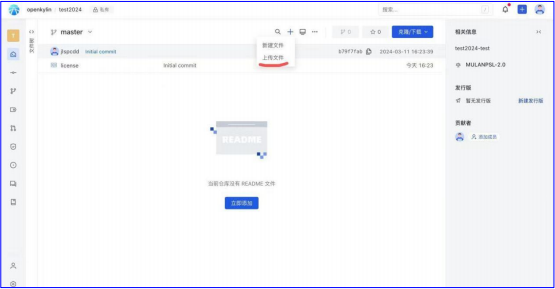 openkylin / test2024 私有
搜索...
master
0
0
克隆/下载
新建文件
上传文件
jlspcdd initial commit
b79f77ab
2024-03-11 16:23:39
license
initial commit
今天 16:23
README
当前仓库没有 README 文件
立即添加
相关信息
test2024-test
MULANPSL-2.0
发行版
暂无发行版
新建发行版
贡献者
添加成员